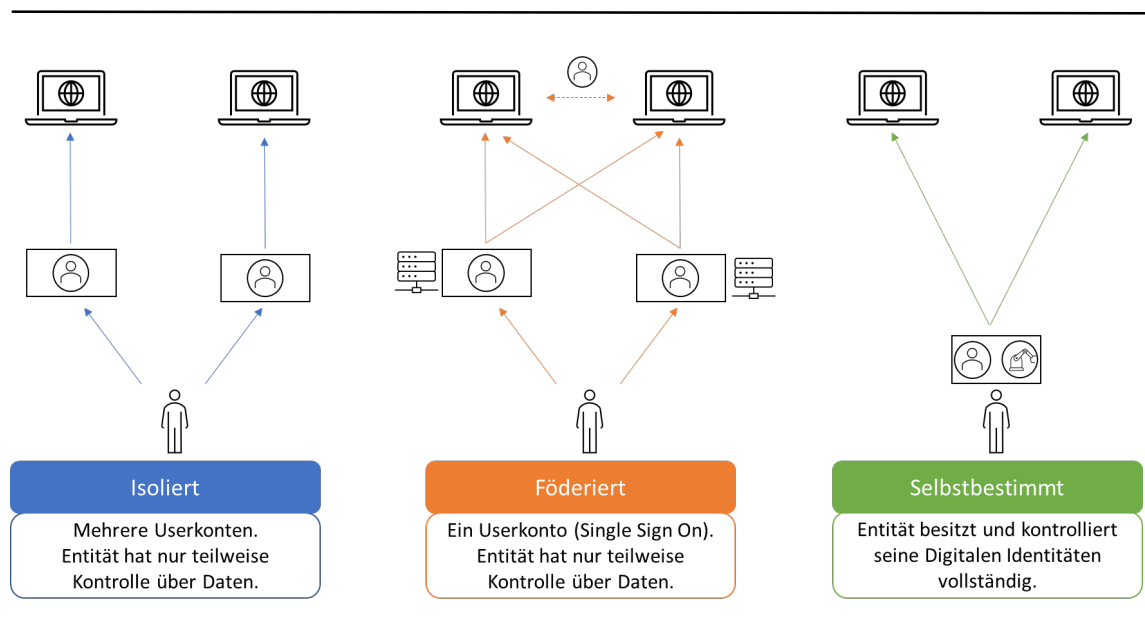 Isoliert
Mehrere Userkonten.
Entität hat nur teilweise
Kontrolle über Daten.
Föderiert
Ein Userkonto (Single Sign On).
Entität hat nur teilweise
Kontrolle über Daten.
Selbstbestimmt
Entität besitzt und kontrolliert
seine Digitalen Identitäten
vollständig.